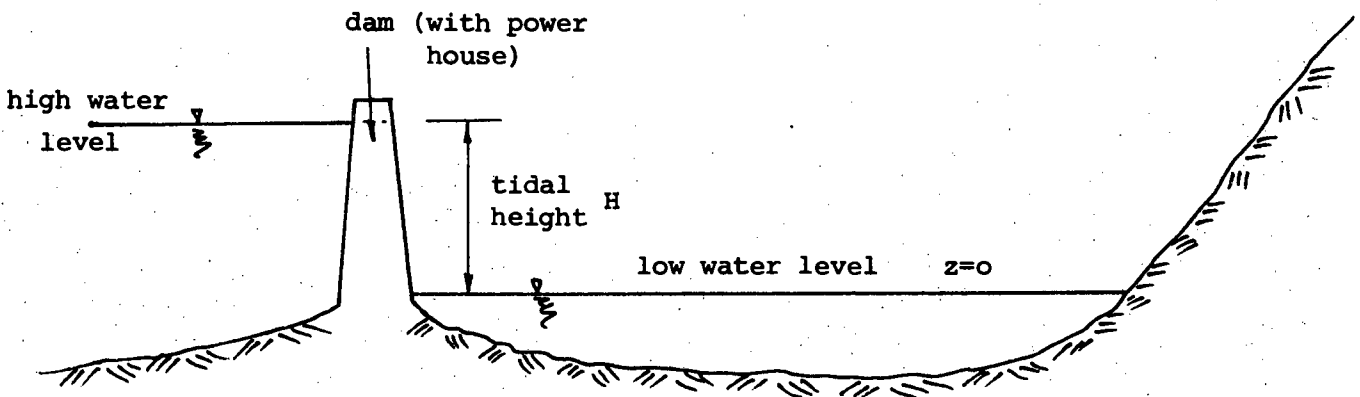 dam (with power
house)
high water
level
tidal
height H
low water level z=o